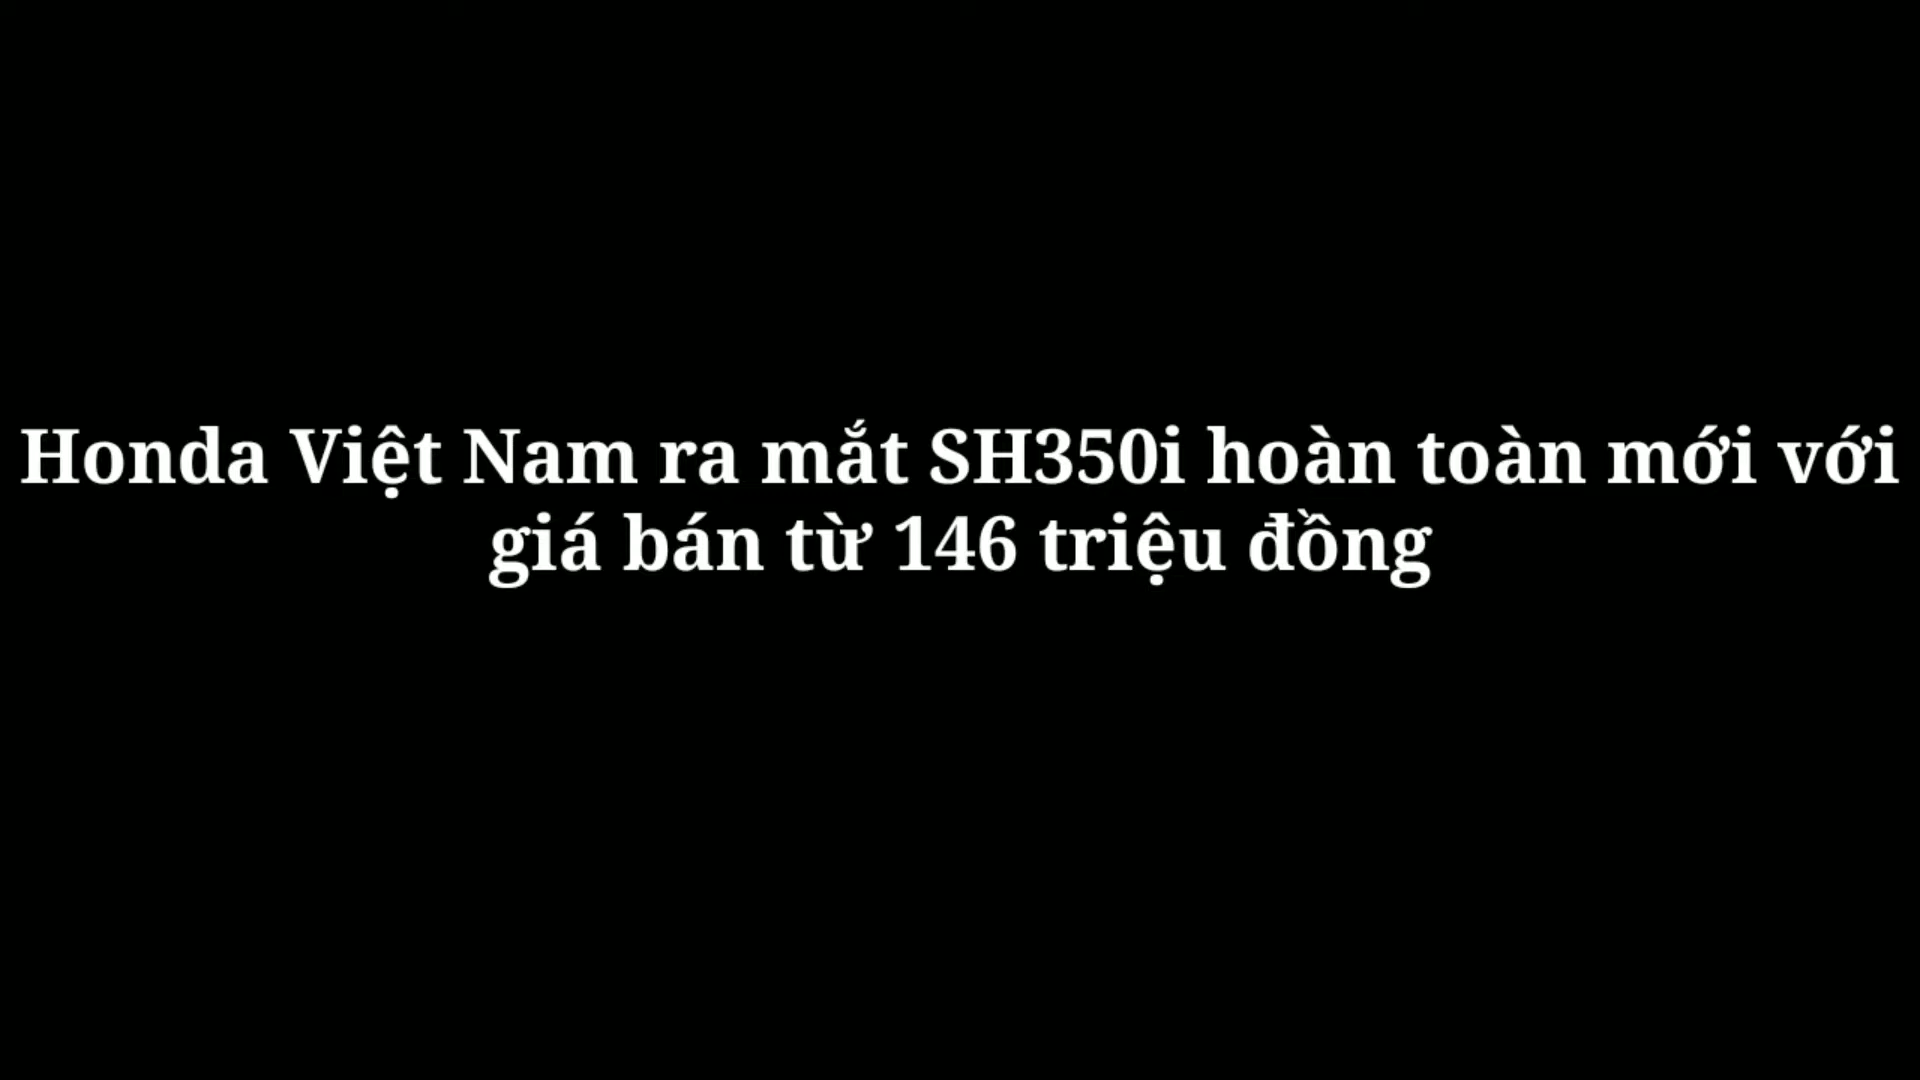 Honda Việt Nam ra mắt SH350i hoàn toàn mới với
giá bán từ 146 triệu đồng